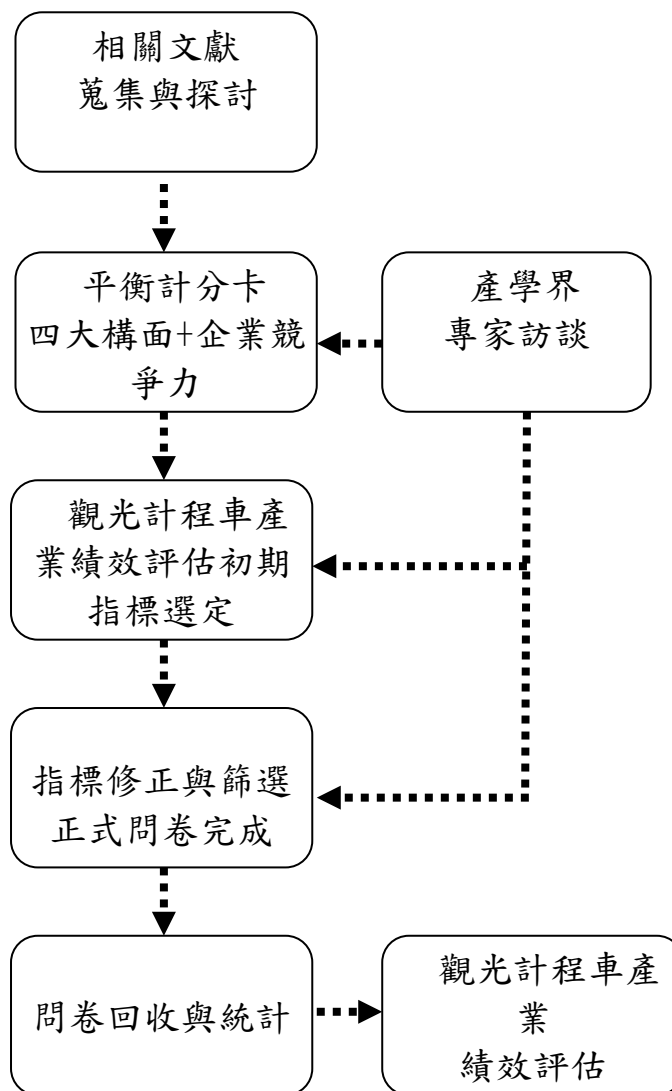 相關文獻
蒐集與探討
平衡計分卡
四大構面+企業競
爭力
產學界
專家訪談
觀光計程車產
業績效評估初期
指標選定
指標修正與篩選
正式問卷完成
問卷回收與統計
觀光計程車產
業
績效評估